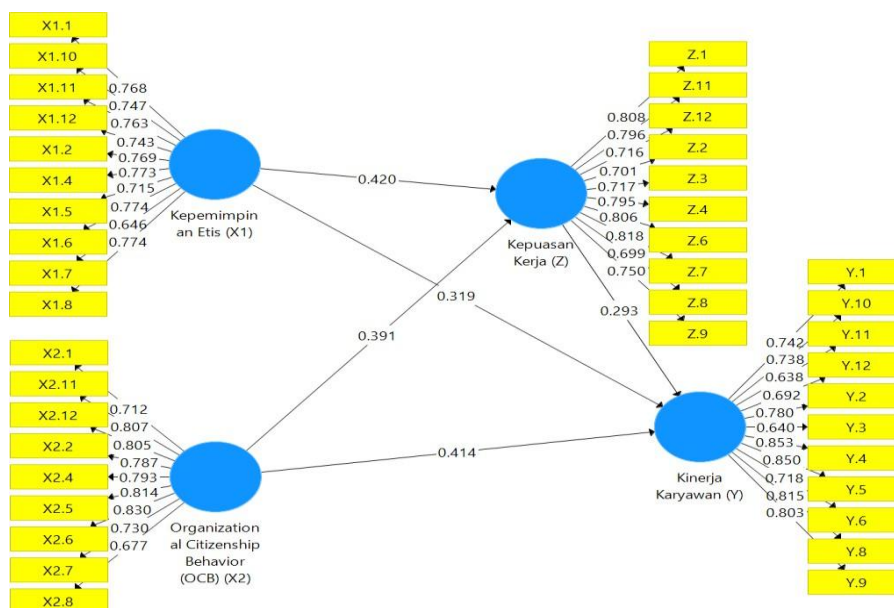 X1.1
X1.10
X1.11
X1.12
X1.2
X1.4
X1.5
X1.6
X1.7
X1.8
0.768
0.747
0.763
0.743
0.769
0.773
0.715
0.774
0.646
0.774
Kepemimpin
an Etis (X1)
X2.1
X2.11
X2.12
X2.2
X2.4
X2.5
X2.6
X2.7
X2.8
0.712
0.807
0.805
0.787
0.793
0.814
0.830
0.730
0.677
Organization
al Citizenship
Behavior
(OCB) (X2)
0.420
0.319
0.391
0.414
0.293
Kepuasan
Kerja (Z)
0.808
0.796
0.716
0.701
0.717
0.795
0.806
0.818
0.699
0.750
Z.1
Z.11
Z.12
Z.2
Z.3
Z.4
Z.6
Z.7
Z.8
Z.9
Kinerja
Karyawan (Y)
0.742
0.738
0.638
0.692
0.780
0.640
0.853
0.850
0.718
0.815
0.803
Y.1
Y.10
Y.11
Y.12
Y.2
Y.3
Y.4
Y.5
Y.6
Y.8
Y.9